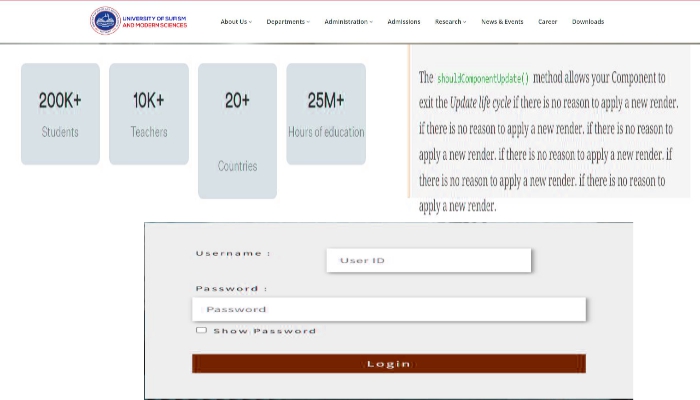 UNIVERSITY OF SUFISM
AND MODERN SCIENCES
About Us Departments Administration Admissions Research News & Events Career Downloads
200K+
Students
10K+
Teachers
20+
Countries
25M+
Hours of education
The shouldComponentUpdate() method allows your Component to
exit the Update life cycle if there is no reason to apply a new render.
if there is no reason to apply a new render. if there is no reason to
apply a new render. if there is no reason to apply a new render. if
there is no reason to apply a new render. if there is no reason to
apply a new render.
Username :
User ID
Password :
Password
Show Password
Login